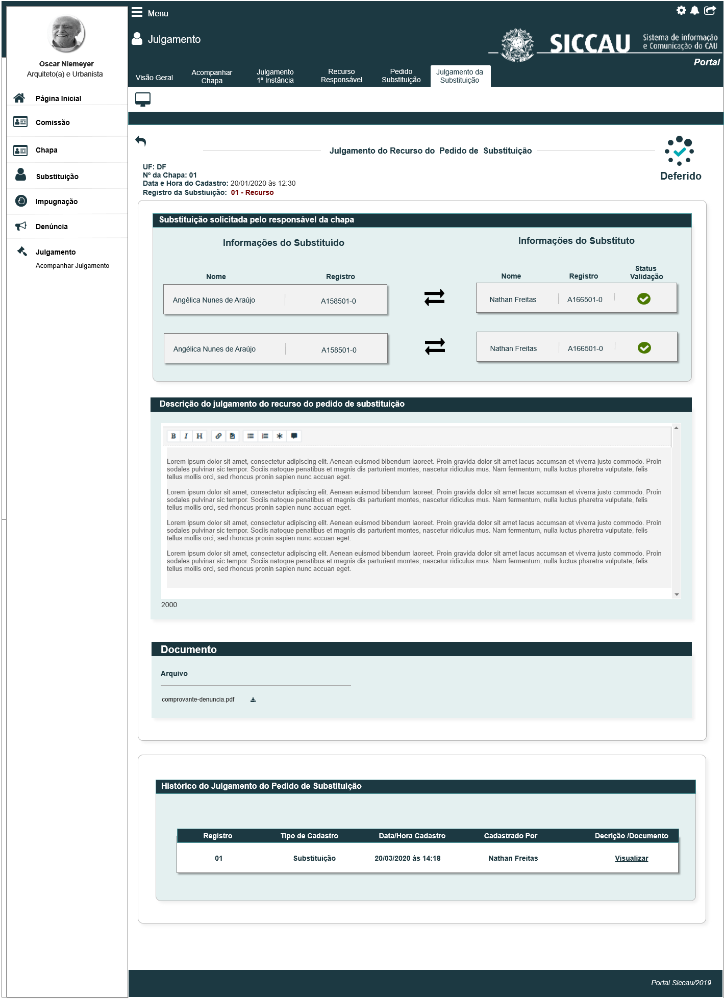 Menu
Julgamento
SICCAU
Sistema de informação
e Comunicação do CAU
Portal
Oscar Niemeyer
Arquiteto(a) e Urbanista
Página Inicial
Comissão
Chapa
Substituição
Impugnação
Denúncia
Julgamento
Acompanhar Julgamento
Visão Geral
Acompanhar
Chapa
Julgamento
1º Instância
Recurso
Responsável
Pedido
Substituição
Julgamento da
Substituição
Julgamento do Recurso do  Pedido de  Substituição
Deferido
UF: DF
Nº da Chapa: 01
Data e Hora do Cadastro: 20/01/2020 às 12:30
Registro da Substiuição:  01 - Recurso
Substituição solicitada pelo responsável da chapa
Informações do Substituído
Informações do Substituto
Nome Registro Nome Registro Status
Validação
Angélica Nunes de Araújo A158501-0 Nathan Freitas A166501-0
Angélica Nunes de Araújo A158501-0 Nathan Freitas A166501-0
Descrição do julgamento do recurso do pedido de substituição
B I H
Lorem ipsum dolor sit amet, consectetur adipiscing elit. Aenean euismod bibendum laoreet. Proin gravida dolor sit amet lacus accumsan et viverra justo commodo. Proin
sodales pulvinar sic tempor. Sociis natoque penatibus et magnis dis parturient montes, nascetur ridiculus mus. Nam fermentum, nulla luctus pharetra vulputate, felis
tellus mollis orci, sed rhoncus pronin sapien nunc accuan eget.
Lorem ipsum dolor sit amet, consectetur adipiscing elit. Aenean euismod bibendum laoreet. Proin gravida dolor sit amet lacus accumsan et viverra justo commodo. Proin
sodales pulvinar sic tempor. Sociis natoque penatibus et magnis dis parturient montes, nascetur ridiculus mus. Nam fermentum, nulla luctus pharetra vulputate, felis
tellus mollis orci, sed rhoncus pronin sapien nunc accuan eget.
Lorem ipsum dolor sit amet, consectetur adipiscing elit. Aenean euismod bibendum laoreet. Proin gravida dolor sit amet lacus accumsan et viverra justo commodo. Proin
sodales pulvinar sic tempor. Sociis natoque penatibus et magnis dis parturient montes, nascetur ridiculus mus. Nam fermentum, nulla luctus pharetra vulputate, felis
tellus mollis orci, sed rhoncus pronin sapien nunc accuan eget.
Lorem ipsum dolor sit amet, consectetur adipiscing elit. Aenean euismod bibendum laoreet. Proin gravida dolor sit amet lacus accumsan et viverra justo commodo. Proin
sodales pulvinar sic tempor. Sociis natoque penatibus et magnis dis parturient montes, nascetur ridiculus mus. Nam fermentum, nulla luctus pharetra vulputate, felis
tellus mollis orci, sed rhoncus pronin sapien nunc accuan eget.
2000
Documento
Arquivo
comprovante-denuncia.pdf
Histórico do Julgamento do Pedido de Substituição
Registro Tipo de Cadastro Data/Hora Cadastro Cadastrado Por Decrição /Documento
01 Substituição 20/03/2020 às 14:18 Nathan Freitas Visualizar
Portal Siccau/2019